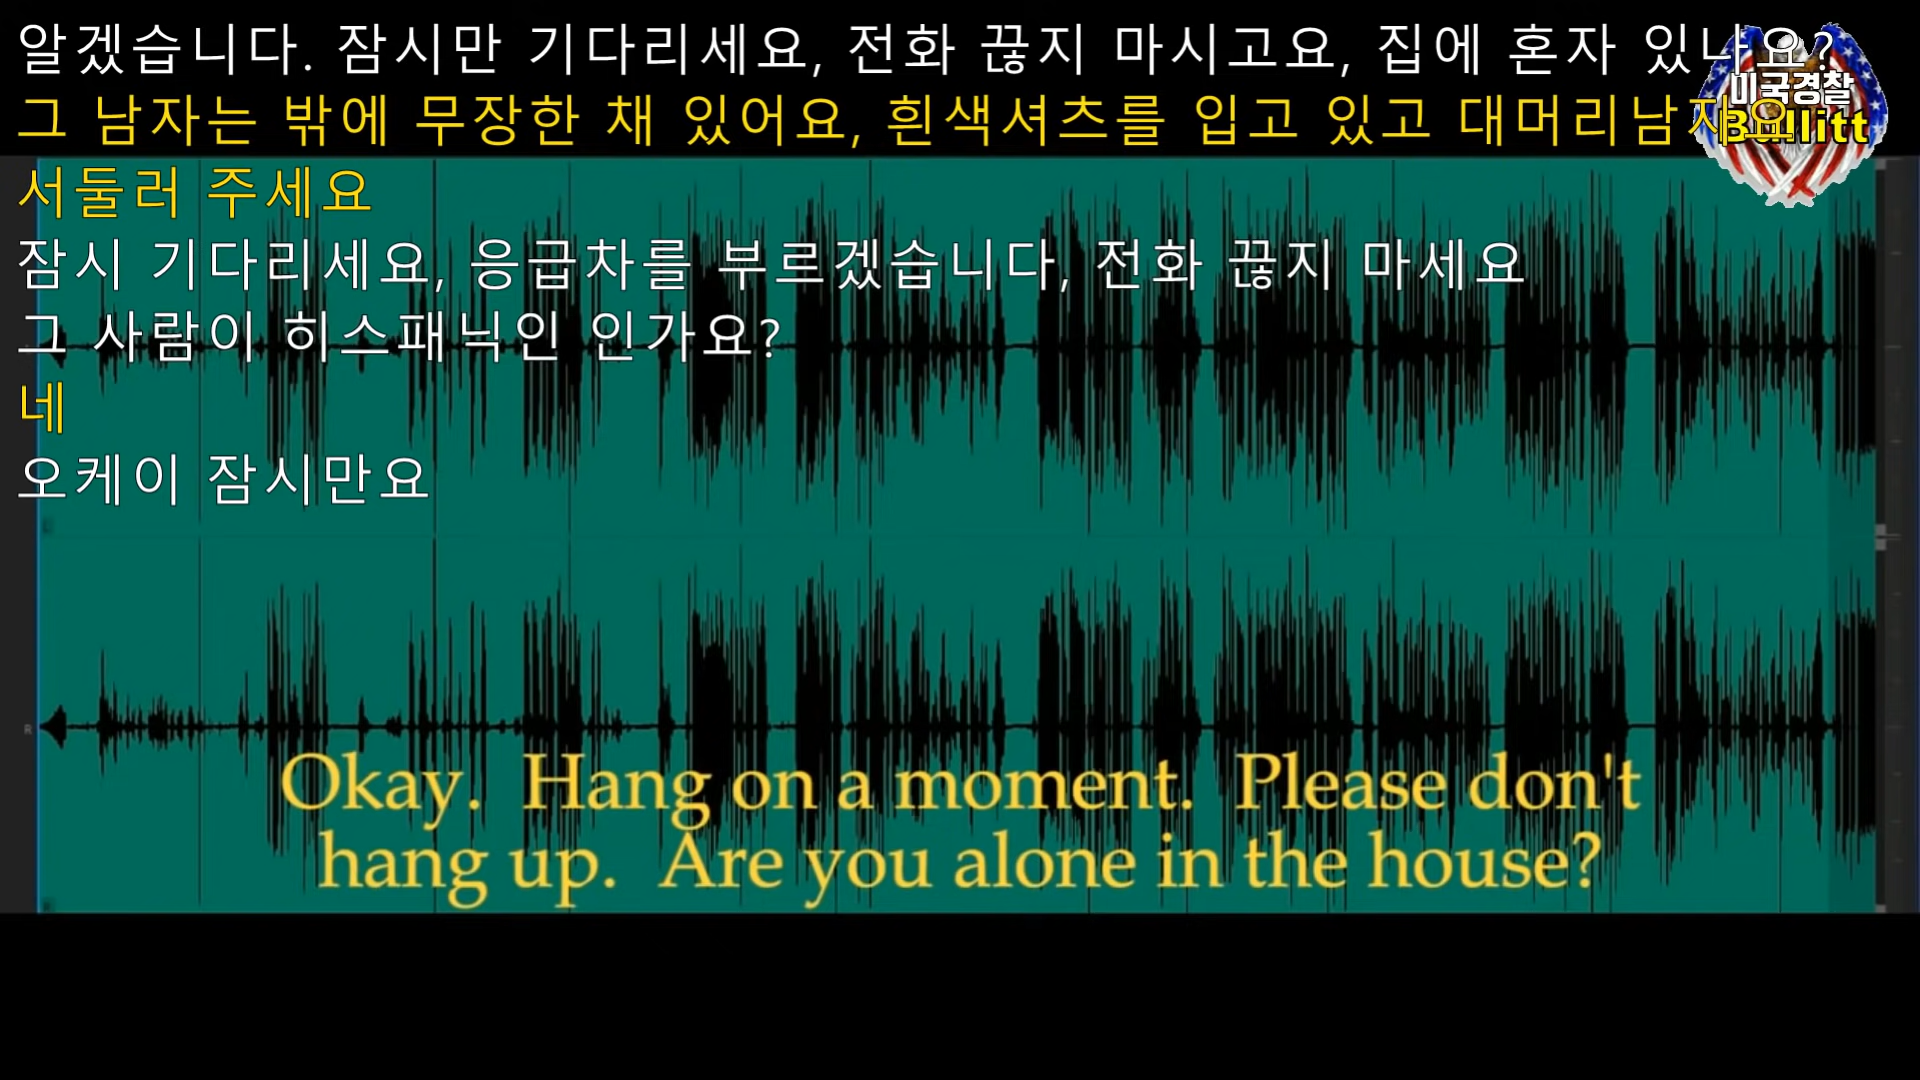 알겠습니다. 잠시만 기다리세요, 전화 끊지 마시고요, 집에 혼자 있나요?
그 남자는 밖에 무장한 채 있어요, 흰색셔츠를 입고 있고 대머리남자요
서둘러 주세요
잠시 기다리세요, 응급차를 부르겠습니다, 전화 끊지 마세요
그 사람이 히스패닉인 인가요?
네
오케이 잠시만요
미국경찰
Bullitt
R
Okay. Hang on a moment. Please don't
hang up. Are you alone in the house?